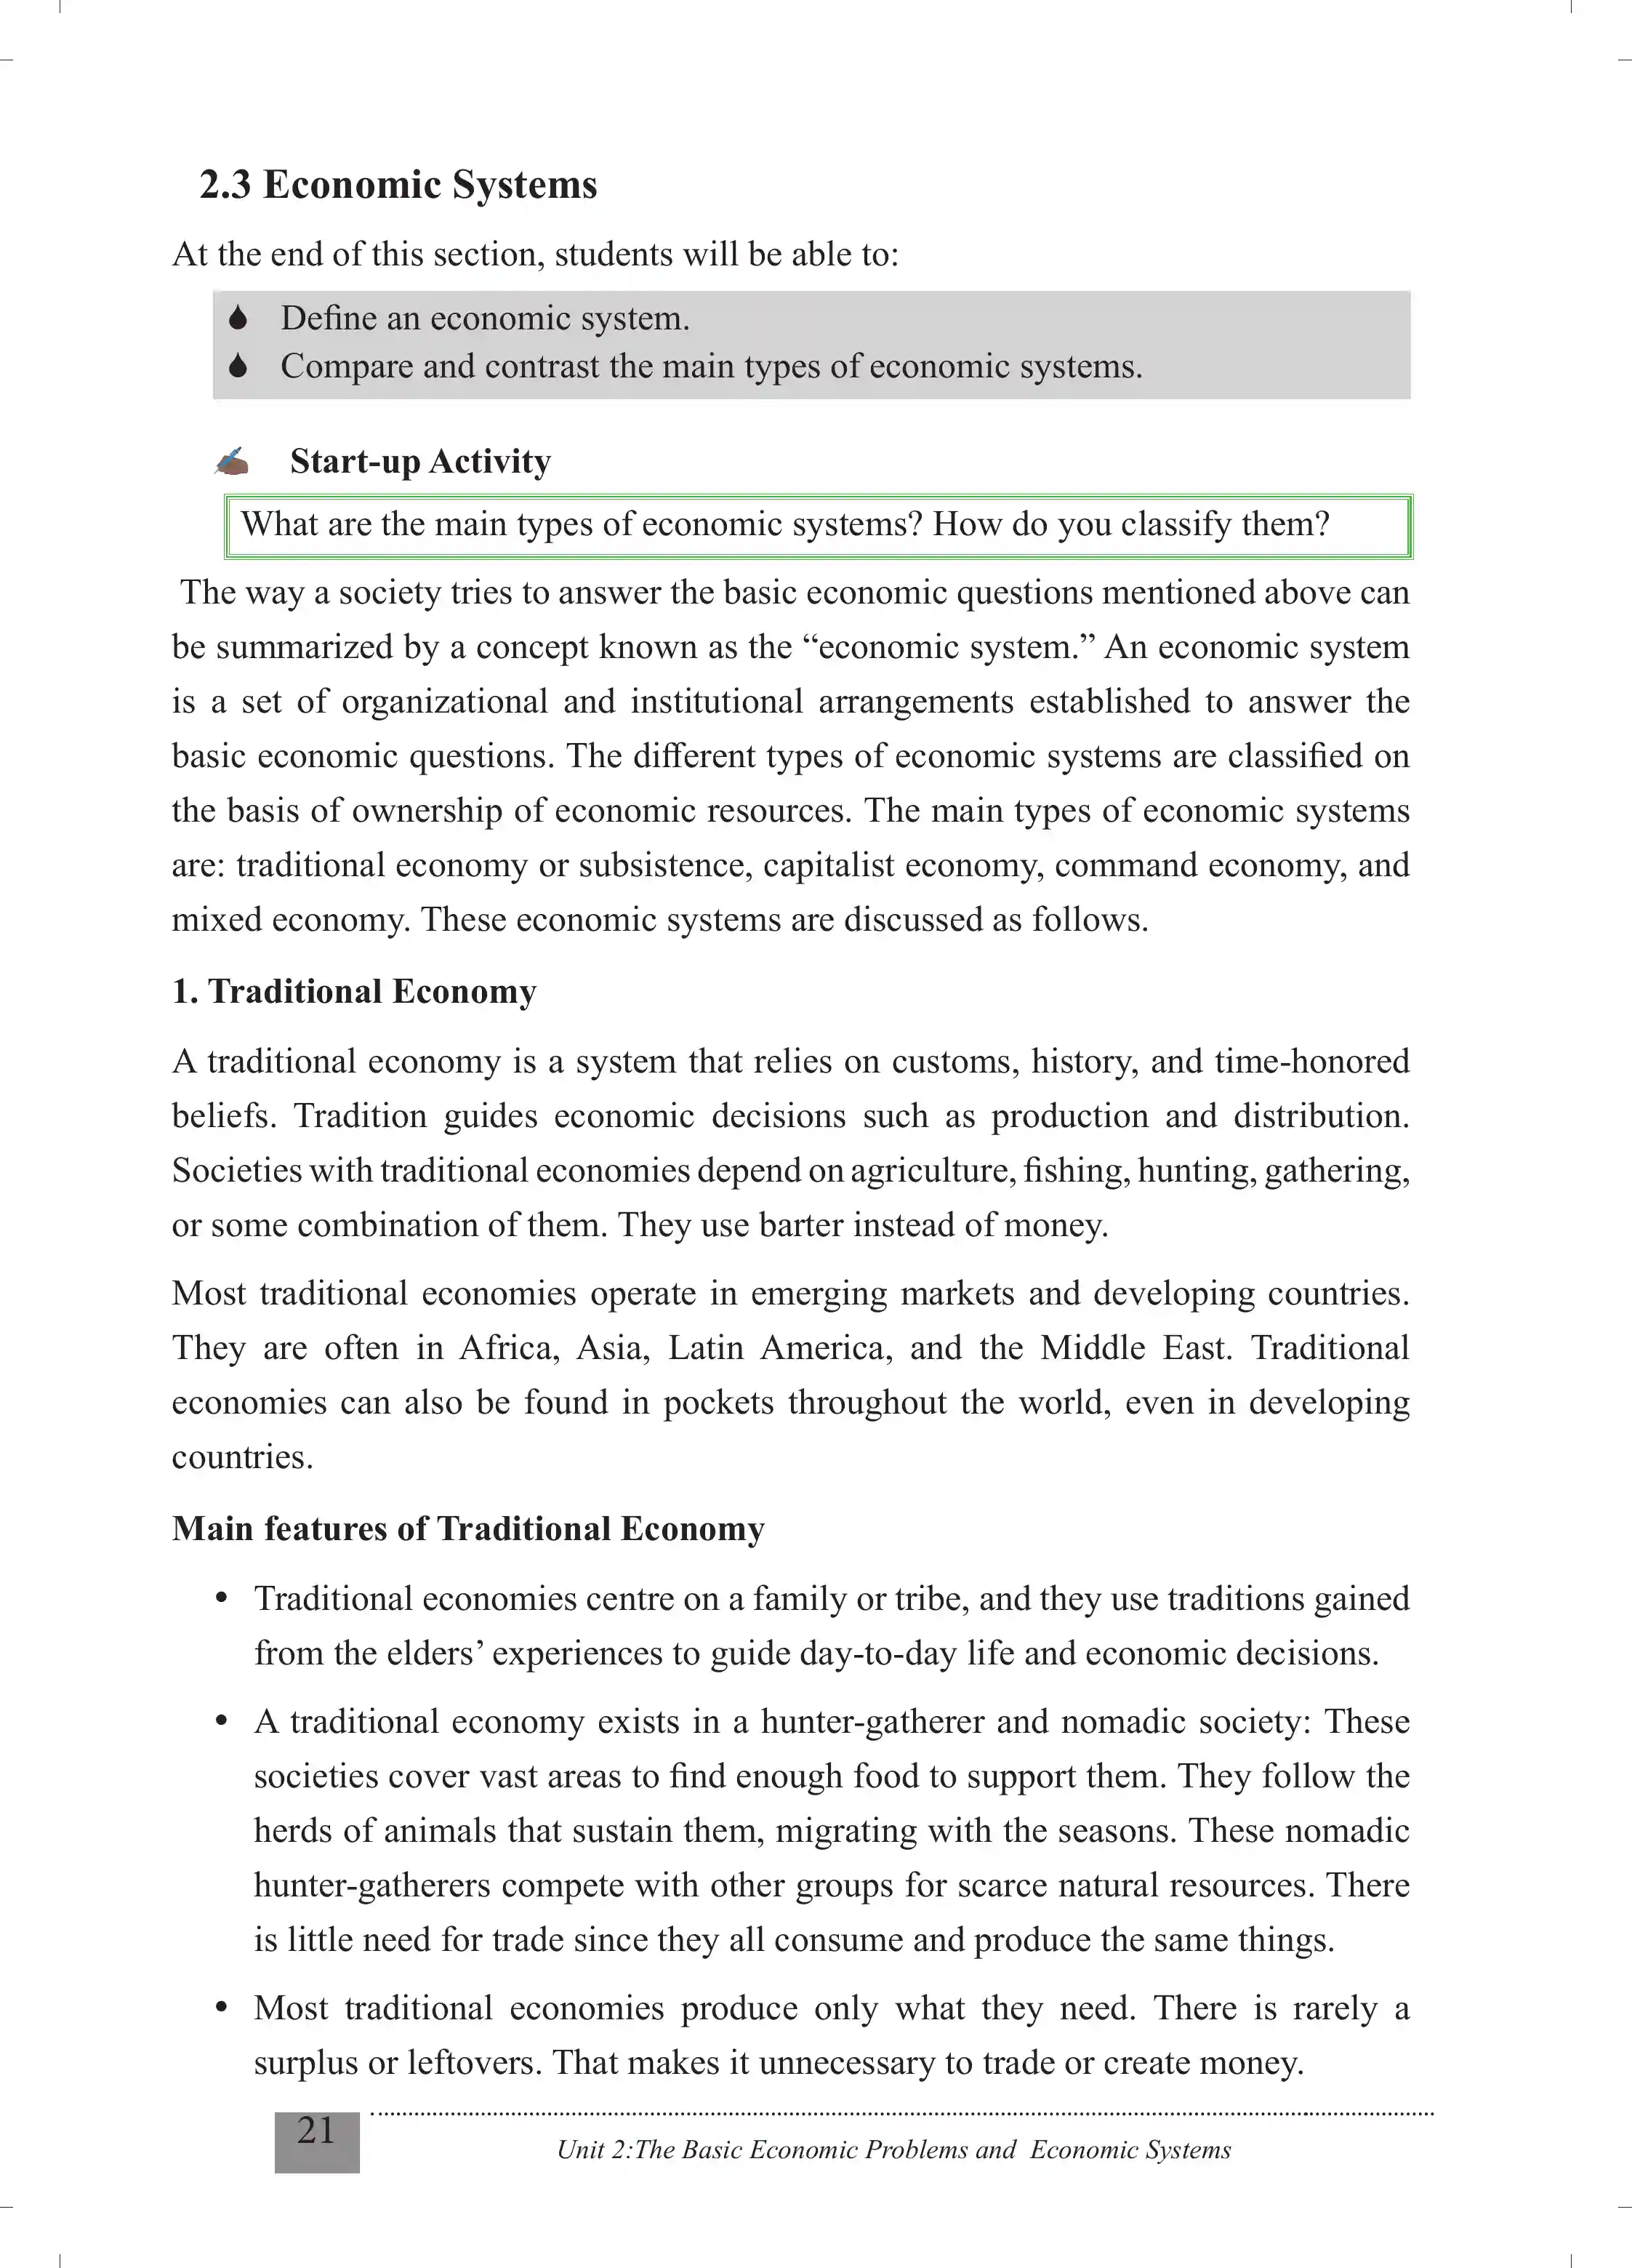 2.3 Economic Systems
At the end of this section, students will be able to:
Define an economic system.
Compare and contrast the main types of economic systems.
Start-up Activity
What are the main types of economic systems? How do you classify them?
The way a society tries to answer the basic economic questions mentioned above can
be summarized by a concept known as the “economic system.” An economic system
is a set of organizational and institutional arrangements established to answer the
basic economic questions. The different types of economic systems are classified on
the basis of ownership of economic resources. The main types of economic systems
are: traditional economy or subsistence, capitalist economy, command economy, and
mixed economy. These economic systems are discussed as follows.
1. Traditional Economy
A traditional economy is a system that relies on customs, history, and time-honored
beliefs. Tradition guides economic decisions such as production and distribution.
Societies with traditional economies depend on agriculture, fishing, hunting, gathering,
or some combination of them. They use barter instead of money.
Most traditional economies operate in emerging markets and developing countries.
They are often in Africa, Asia, Latin America, and the Middle East. Traditional
economies can also be found in pockets throughout the world, even in developing
countries.
Main features of Traditional Economy
• Traditional economies centre on a family or tribe, and they use traditions gained
from the elders’ experiences to guide day-to-day life and economic decisions.
• A traditional economy exists in a hunter-gatherer and nomadic society: These
societies cover vast areas to find enough food to support them. They follow the
herds of animals that sustain them, migrating with the seasons. These nomadic
hunter-gatherers compete with other groups for scarce natural resources. There
is little need for trade since they all consume and produce the same things.
• Most traditional economies produce only what they need. There is rarely a
surplus or leftovers. That makes it unnecessary to trade or create money.
21
Unit 2:The Basic Economic Problems and Economic Systems